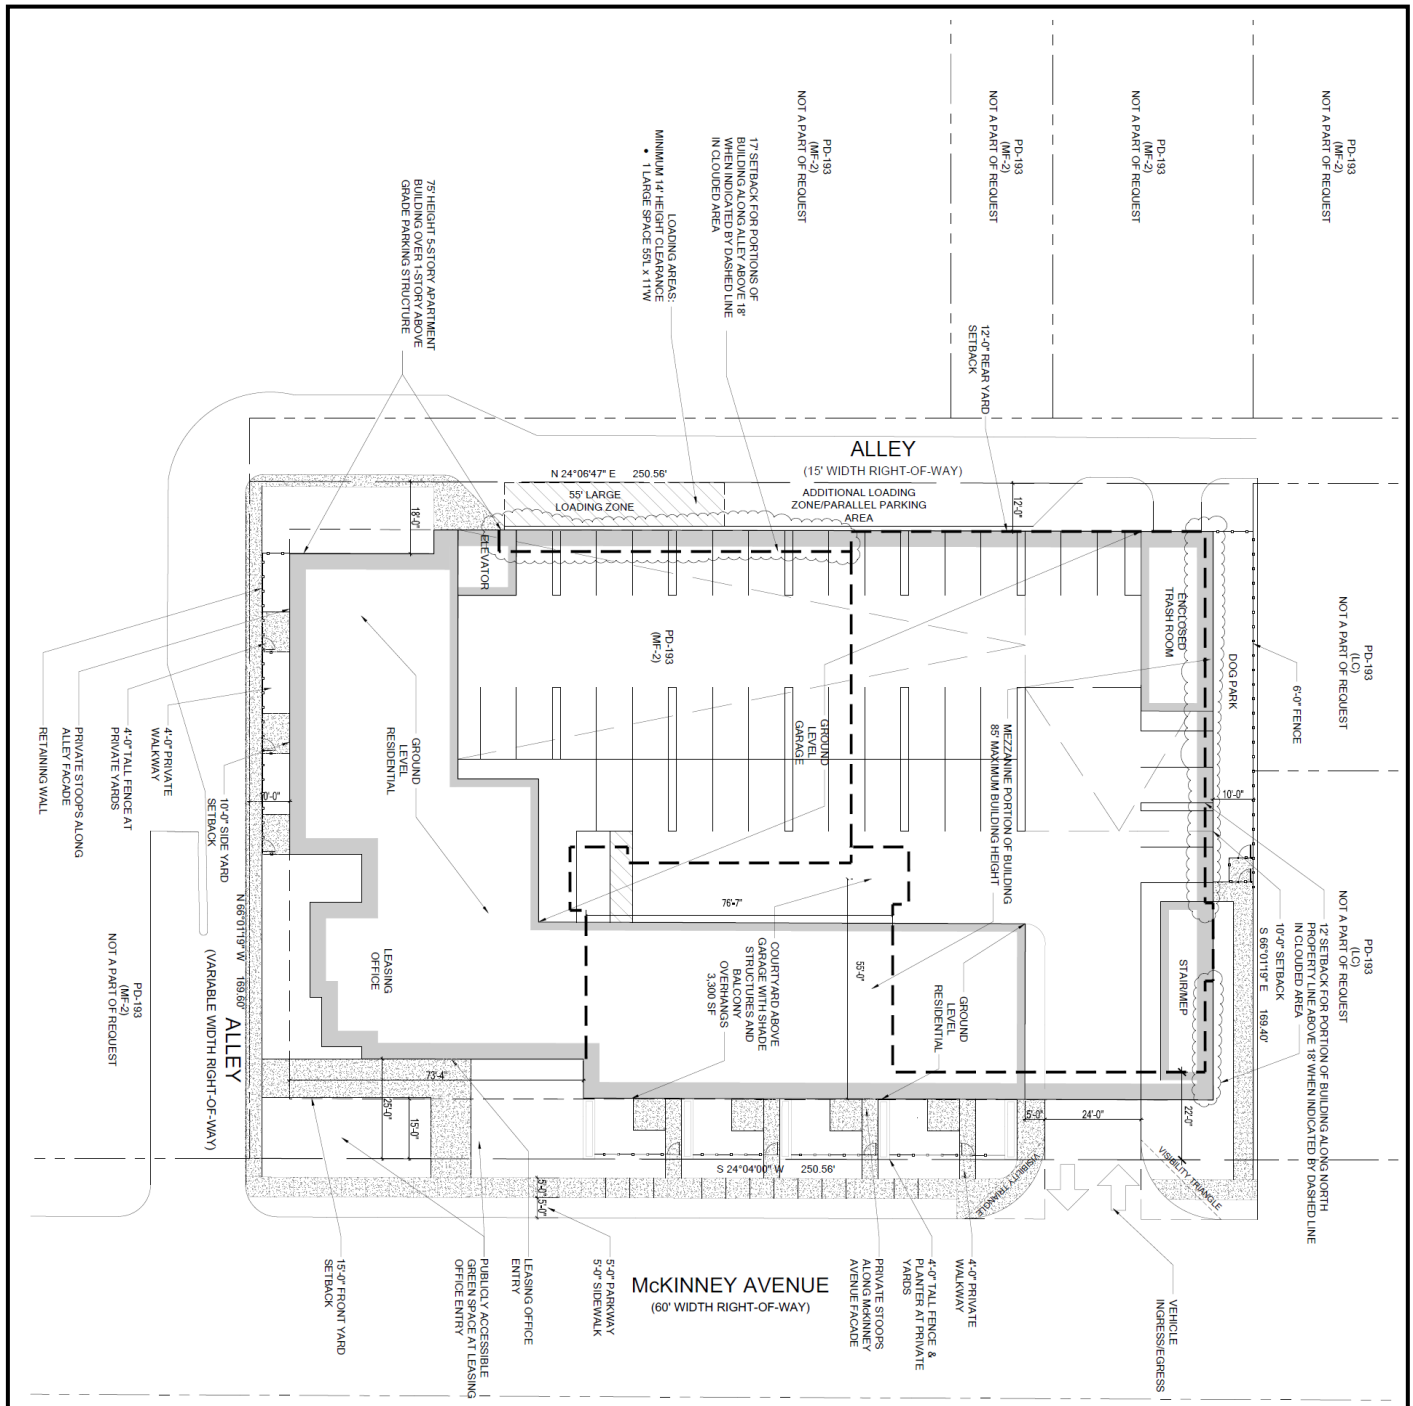 PD-193
(MF-2)
NOT A PART OF REQUEST
PD-193
(MF-2)
NOT A PART OF REQUEST
PD-193
(MF-2)
NOT A PART OF REQUEST
PD-193
(MF-2)
NOT A PART OF REQUEST
17' SETBACK FOR PORTIONS OF
BUILDING ALONG ALLEY ABOVE 18'
WHEN INDICATED BY DASHED LINE
IN CLOUDED AREA
LOADING AREAS:
MINIMUM 14' HEIGHT CLEARANCE
• 1 LARGE SPACE 55'L x 11'W
75' HEIGHT 5-STORY APARTMENT
BUILDING OVER 1-STORY ABOVE
GRADE PARKING STRUCTURE
12'-0" REAR YARD
SETBACK
ALLEY
(15' WIDTH RIGHT-OF-WAY)
N 24°06'47" E 250.56'
55' LARGE
LOADING ZONE
ADDITIONAL LOADING
ZONE/PARALLEL PARKING
AREA
12'-0"
18'-0"
ELEVATOR
ENCLOSED
TRASH ROOM
DOG PARK
6'-0" FENCE
PD-193
(LC)
NOT A PART OF REQUEST
PD-193
(MF-2)
GROUND
LEVEL
GARAGE
MEZZANINE PORTION OF BUILDING
85' MAXIMUM BUILDING HEIGHT
GROUND
LEVEL
RESIDENTIAL
10'-0"
10'-0"
RETAINING WALL
PRIVATE STOOPS ALONG
ALLEY FACADE
4'-0" TALL FENCE AT
PRIVATE YARDS
4'-0" PRIVATE
WALKWAY
10'-0" SIDE YARD
SETBACK
N 66°01'19" W 169.60'
ALLEY
(VARIABLE WIDTH RIGHT-OF-WAY)
PD-193
(MF-2)
NOT A PART OF REQUEST
LEASING
OFFICE
76'-7"
55'-0"
COURTYARD ABOVE
GARAGE WITH SHADE
STRUCTURES AND
BALCONY
OVERHANGS
3,300 SF
GROUND
LEVEL
RESIDENTIAL
STAIR/MEP
PD-193
(LC)
NOT A PART OF REQUEST
12' SETBACK FOR PORTION OF BUILDING ALONG NORTH
PROPERTY LINE ABOVE 18' WHEN INDICATED BY DASHED LINE
IN CLOUDED AREA
10'-0" SETBACK
S 66°01'19" E 169.40'
73'-4"
25'-0"
15'-0"
5'-0"
24'-0"
22'-0"
VISIBILITY TRIANGLE
VISIBILITY TRIANGLE
S 24°04'00" W 250.56'
5'-0"
5'-0"
15'-0" FRONT YARD
SETBACK
PUBLICLY ACCESSIBLE
GREEN SPACE AT LEASING
OFFICE ENTRY
LEASING OFFICE
ENTRY
5'-0" PARKWAY
5'-0" SIDEWALK
McKINNEY AVENUE
(60' WIDTH RIGHT-OF-WAY)
PRIVATE STOOPS
ALONG McKINNEY
AVENUE FACADE
4'-0" TALL FENCE &
PLANTER AT PRIVATE
YARDS
4'-0" PRIVATE
WALKWAY
VEHICLE
INGRESS/EGRESS